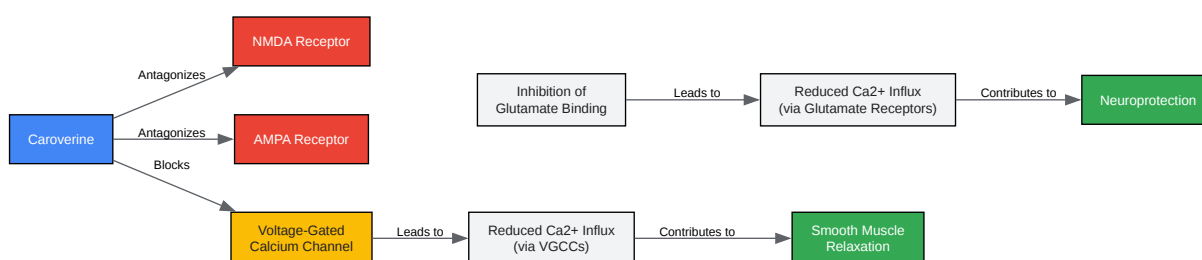 NMDA Receptor
Antagonizes
Inhibition of
Glutamate Binding
Leads to
Reduced Ca2+ Influx
(via Glutamate Receptors)
Contributes to
Neuroprotection
Caroverine
Antagonizes
AMPA Receptor
Blocks
Voltage-Gated
Calcium Channel
Leads to
Reduced Ca2+ Influx
(via VGCCs)
Contributes to
Smooth Muscle
Relaxation